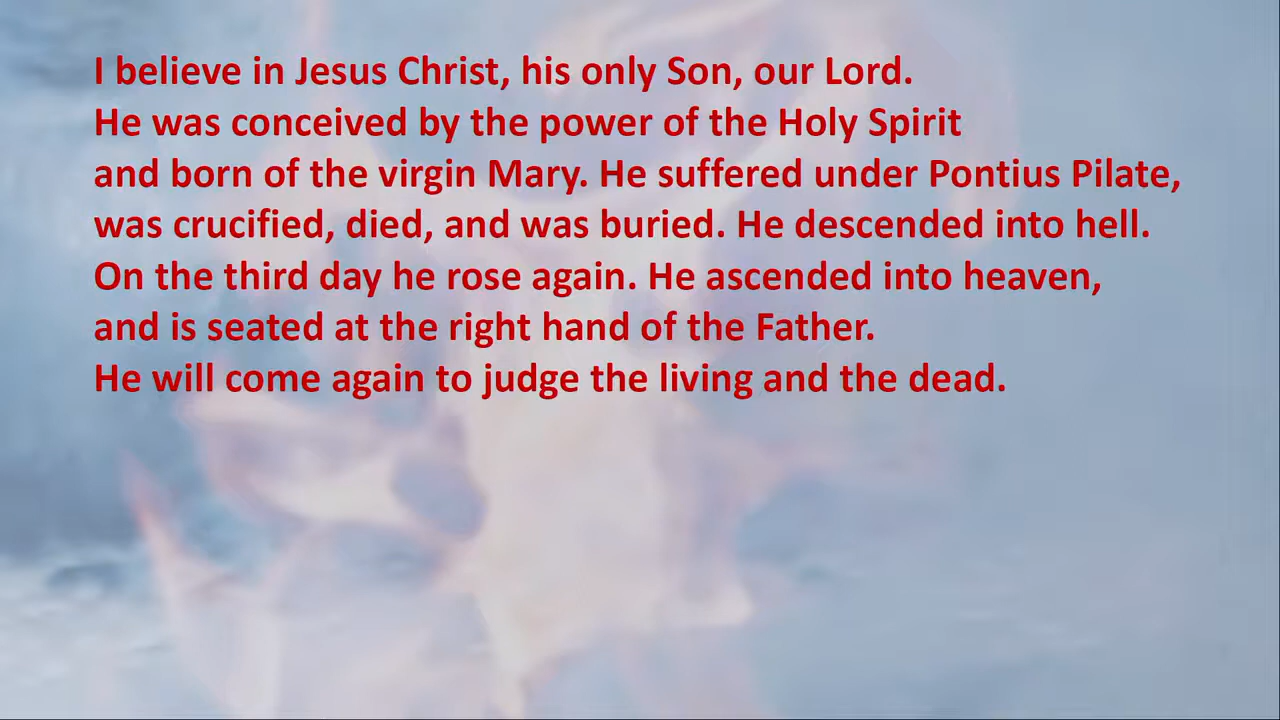 I believe in Jesus Christ, his only Son, our Lord.
He was conceived by the power of the Holy Spirit
and born of the virgin Mary. He suffered under Pontius Pilate,
was crucified, died, and was buried. He descended into hell.
On the third day he rose again. He ascended into heaven,
and is seated at the right hand of the Father.
He will come again to judge the living and the dead.